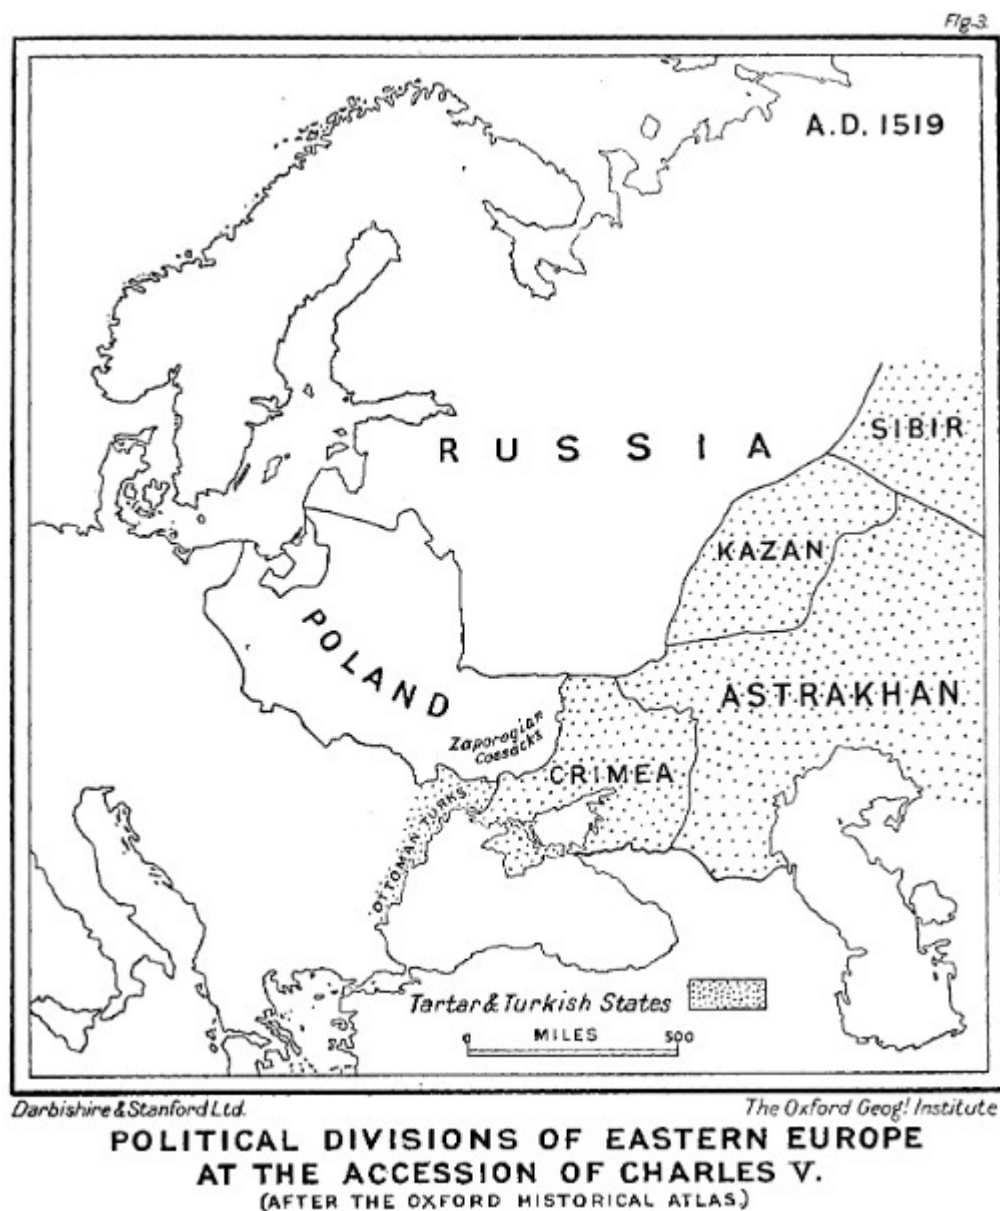 Fig. 3.
A.D. 1519
RUSSIA
SIBIR
KAZAN
POLAND
ASTRAKHAN
Zaporogian
Cossacks
CRIMEA
OTTOMAN TURKS
Tartar & Turkish States
0 MILES 500
Darbishire & Stanford Ltd.
The Oxford Geog! Institute
POLITICAL DIVISIONS OF EASTERN EUROPE
AT THE ACCESSION OF CHARLES V.
(AFTER THE OXFORD HISTORICAL ATLAS.)